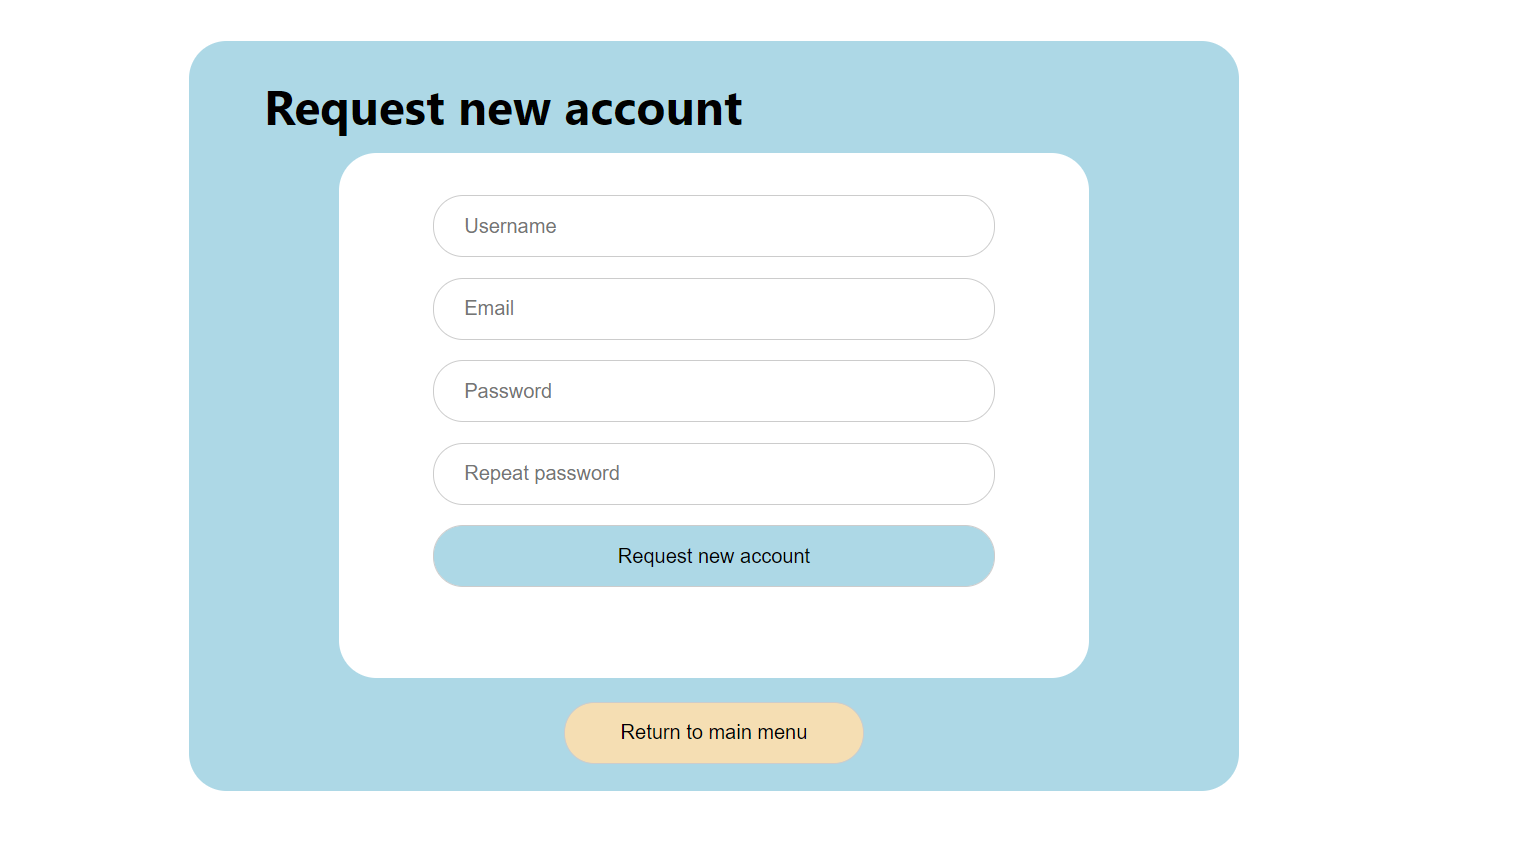 Request new account
Username
Email
Password
Repeat password
Request new account
Return to main menu